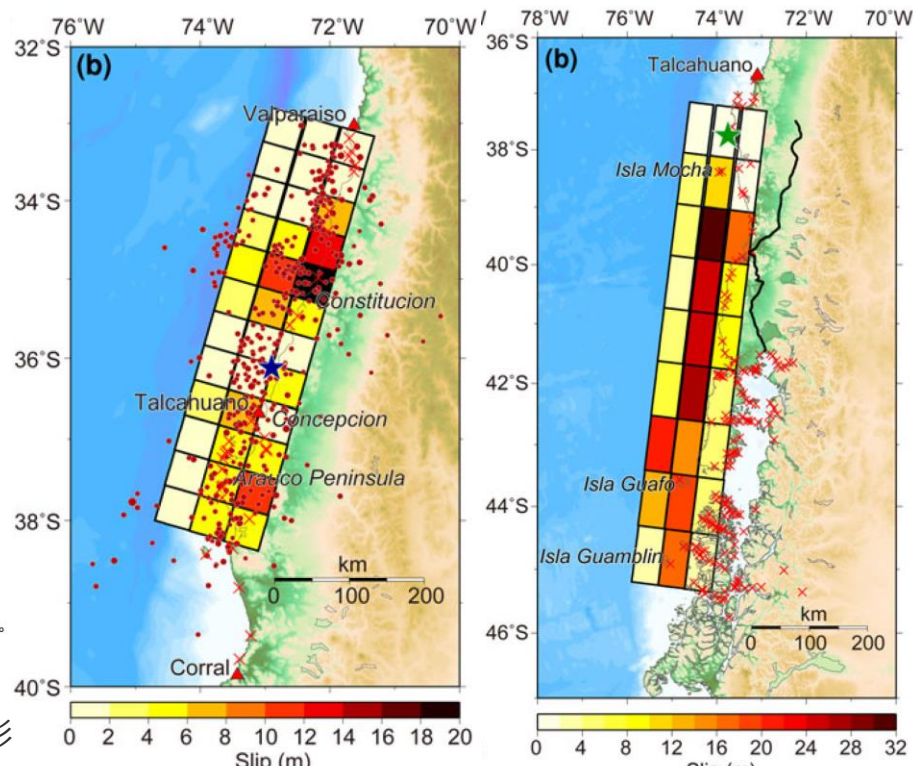 76°W 74°W 72°W 70°W
32°S
(b)
Valparaiso
34°S
Constitucion
36°S
Talcahuano
Concepcion
Arauco Peninsula
38°S
km
0 100 200
Corral
40°S
0 2 4 6 8 10 12 14 16 18 20
Slip (m)
78°W 76°W 74°W 72°W 70°W
36°S
(b)
Talcahuano
38°S
Isla Mocha
40°S
42°S
Isla Guafo
44°S
Isla Guamblin
km
0 50 100 200
46°S
0 4 8 12 16 20 24 28 32